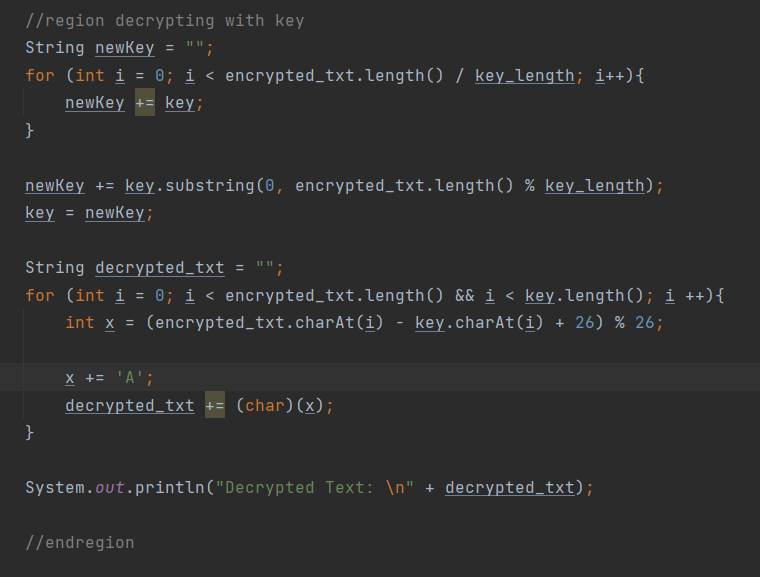 //region decrypting with key
String newKey = "";
for (int i = 0; i < encrypted_txt.length() / key_length; i++){
    newKey += key;
}
newKey += key.substring(0, encrypted_txt.length() % key_length);
key = newKey;
String decrypted_txt = "";
for (int i = 0; i < encrypted_txt.length() && i < key.length(); i ++){
    int x = (encrypted_txt.charAt(i) - key.charAt(i) + 26) % 26;
    x += 'A';
    decrypted_txt += (char)(x);
}
System.out.println("Decrypted Text: \n" + decrypted_txt);
//endregion